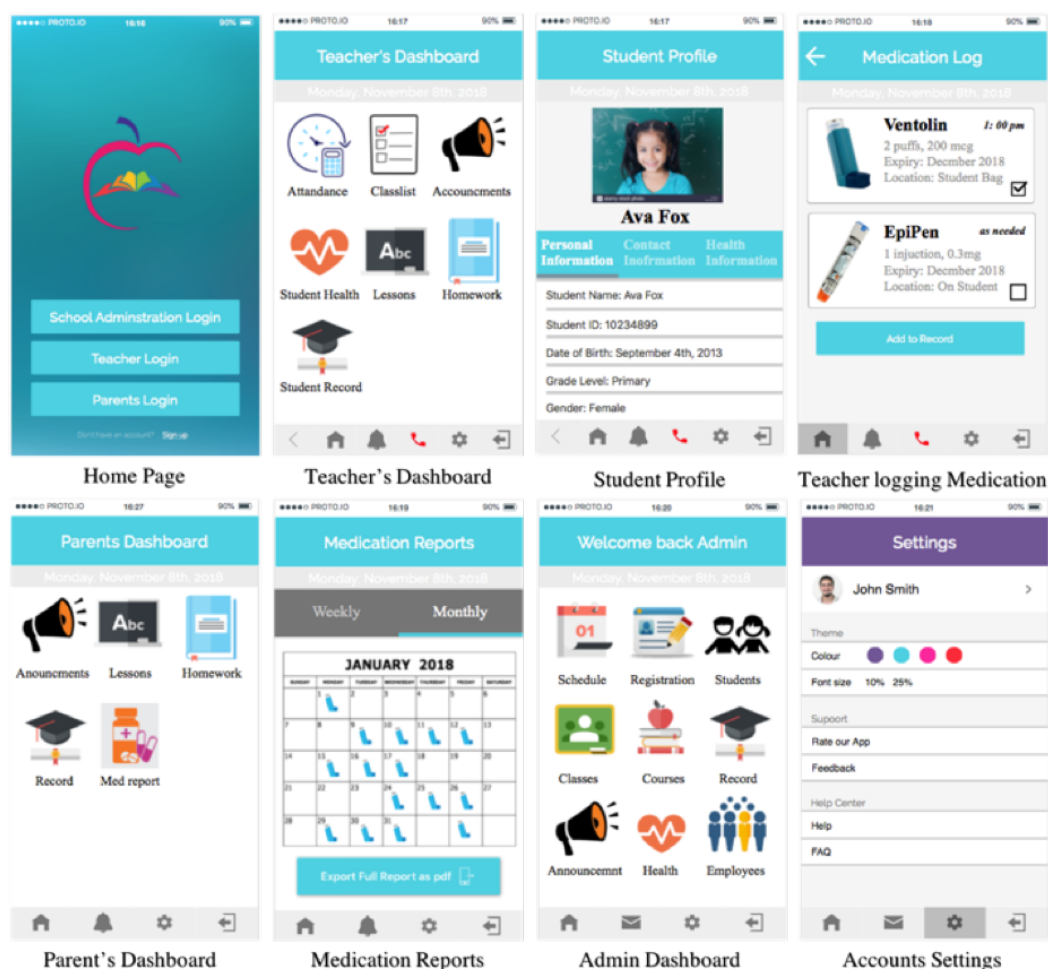 ●●●●○ PROTO.IO 16:16 90%
School Adminstration Login
Teacher Login
Parents Login
Don't have an account? Sign up
Home Page
●●●●○ PROTO.IO 16:17 90%
Teacher's Dashboard
Monday, November 8th, 2018
Attandance Classlist Accouncments
Student Health Lessons Homework
Abc
Student Record
Teacher's Dashboard
●●●●○ PROTO.IO 16:17 90%
Student Profile
Monday, November 8th, 2018
Ava Fox
Personal Information
Contact Inofrmation
Health Information
Student Name: Ava Fox
Student ID: 10234899
Date of Birth: September 4th, 2013
Grade Level: Primary
Gender: Female
Student Profile
●●●●○ PROTO.IO 16:18 90%
Medication Log
Monday, November 8th, 2018
Ventolin 1: 00 pm
2 puffs, 200 mcg
Expiry: Decmber 2018
Location: Student Bag
EpiPen as needed
1 injuction, 0.3mg
Expiry: Decmber 2018
Location: On Student
Add to Record
Teacher logging Medication
●●●●○ PROTO.IO 16:27 90%
Parents Dashboard
Monday, November 8th, 2018
Abc
Anouncments Lessons Homework
Record Med report
Parent's Dashboard
●●●●○ PROTO.IO 16:19 90%
Medication Reports
Monday, November 8th, 2018
Weekly Monthly
JANUARY 2018
SUNDAY MONDAY TUESDAY WEDNESDAY THURSDAY FRIDAY SATURDAY
1 2 3 4 5 6
7 8 9 10 11 12 13
14 15 16 17 18 19 20
21 22 23 24 25 26 27
28 29 30 31
Export Full Report as pdf
Medication Reports
●●●●○ PROTO.IO 16:20 90%
Welcome back Admin
Monday, November 8th, 2018
01
Schedule Registration Students
Classes Courses Record
Announcemnt Health Employees
Admin Dashboard
●●●●○ PROTO.IO 16:21 90%
Settings
John Smith
Theme
Colour
Font size 10% 25%
Supoort
Rate our App
Feedback
Help Center
Help
FAQ
Accounts Settings